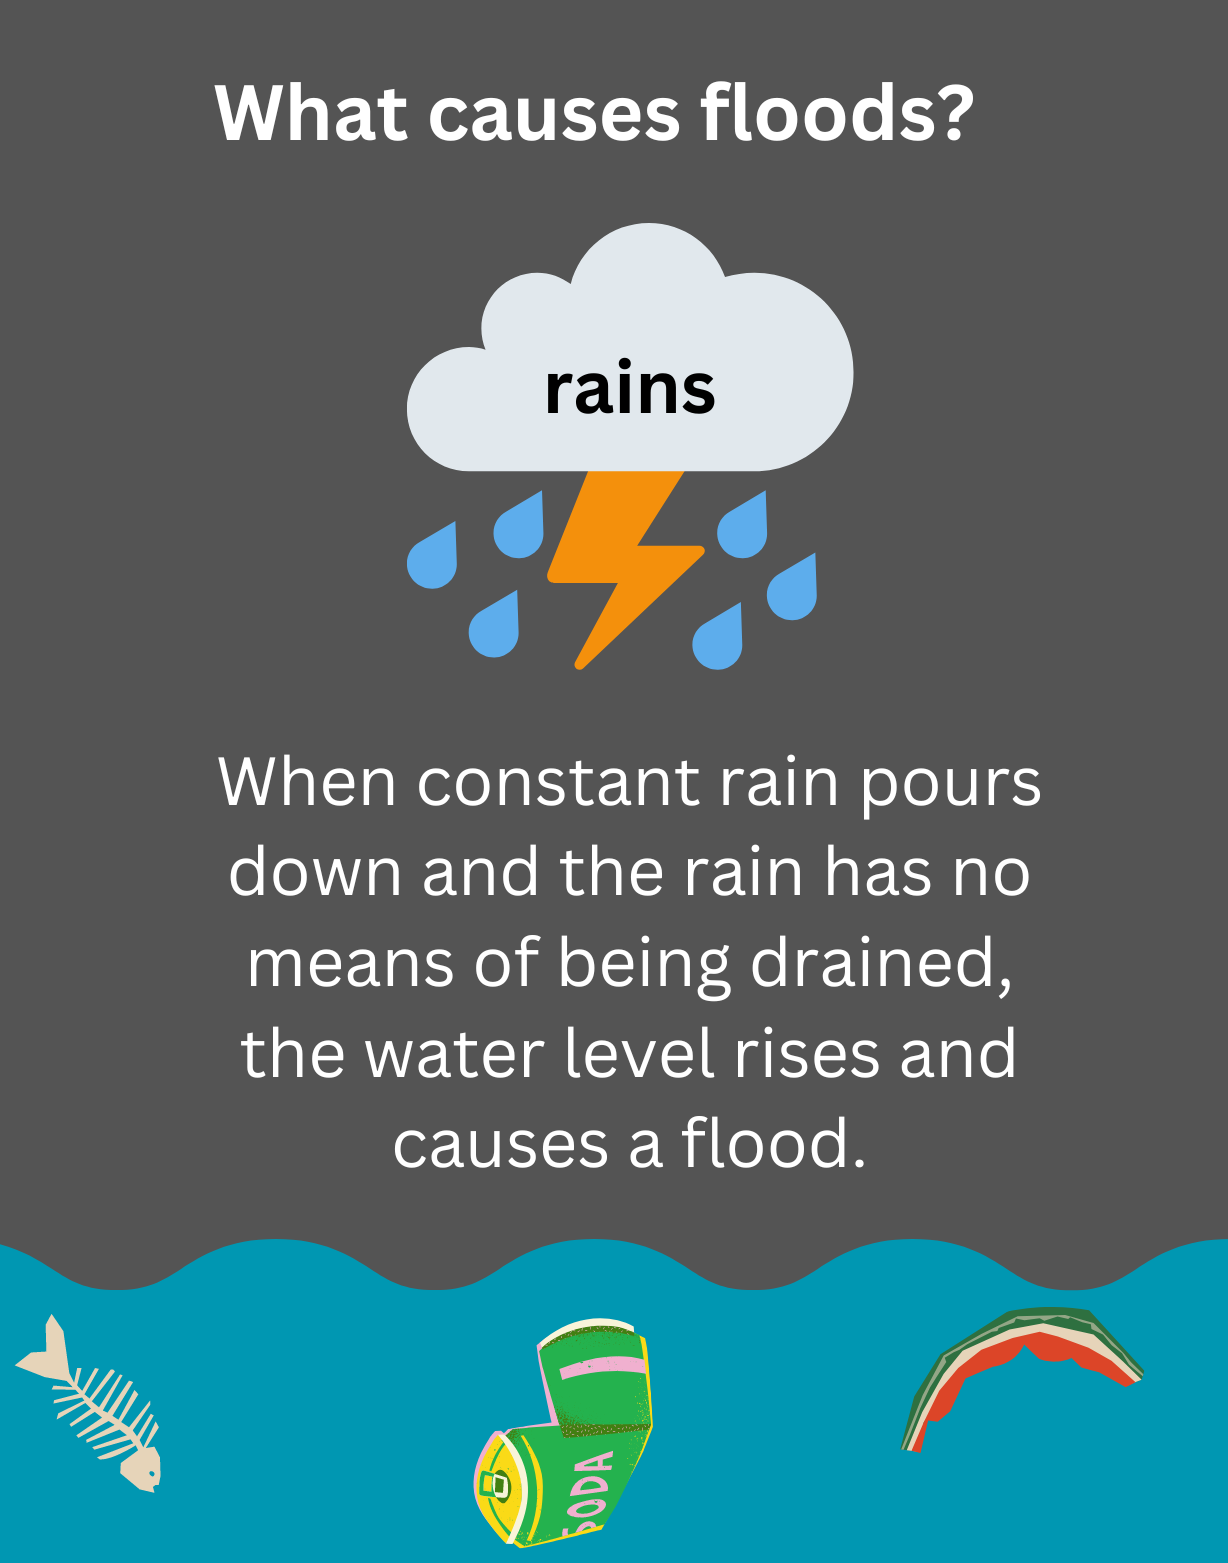 What causes floods?
rains
When constant rain pours
down and the rain has no
means of being drained,
the water level rises and
causes a flood.
SODA